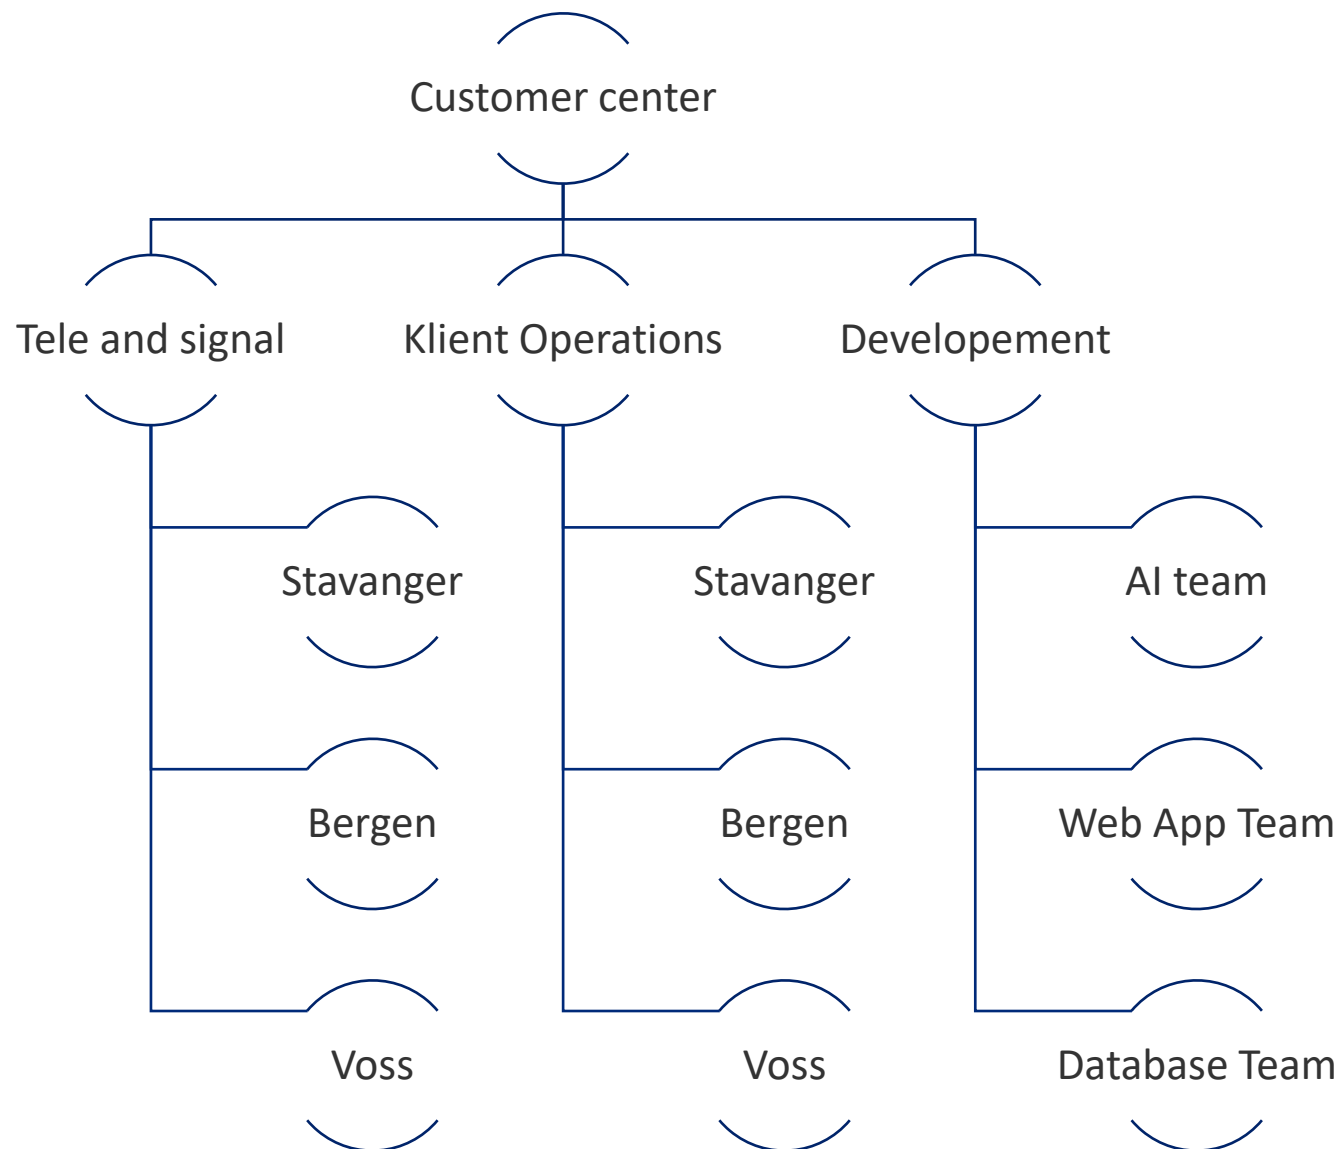 Customer center
Tele and signal
Klient Operations
Developement
Stavanger
Stavanger
AI team
Bergen
Bergen
Web App Team
Voss
Voss
Database Team